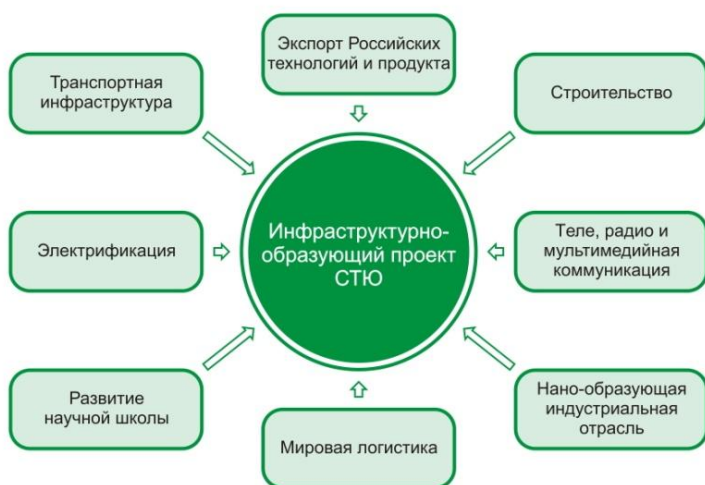 Экспорт Российских
технологий и продукта
Транспортная
инфраструктура
Строительство
Инфраструктурно-
образующий проект
СТЮ
Электрификация
Теле, радио и
мультимедийная
коммуникация
Развитие
научной школы
Мировая логистика
Нано-образующая
индустриальная
отрасль